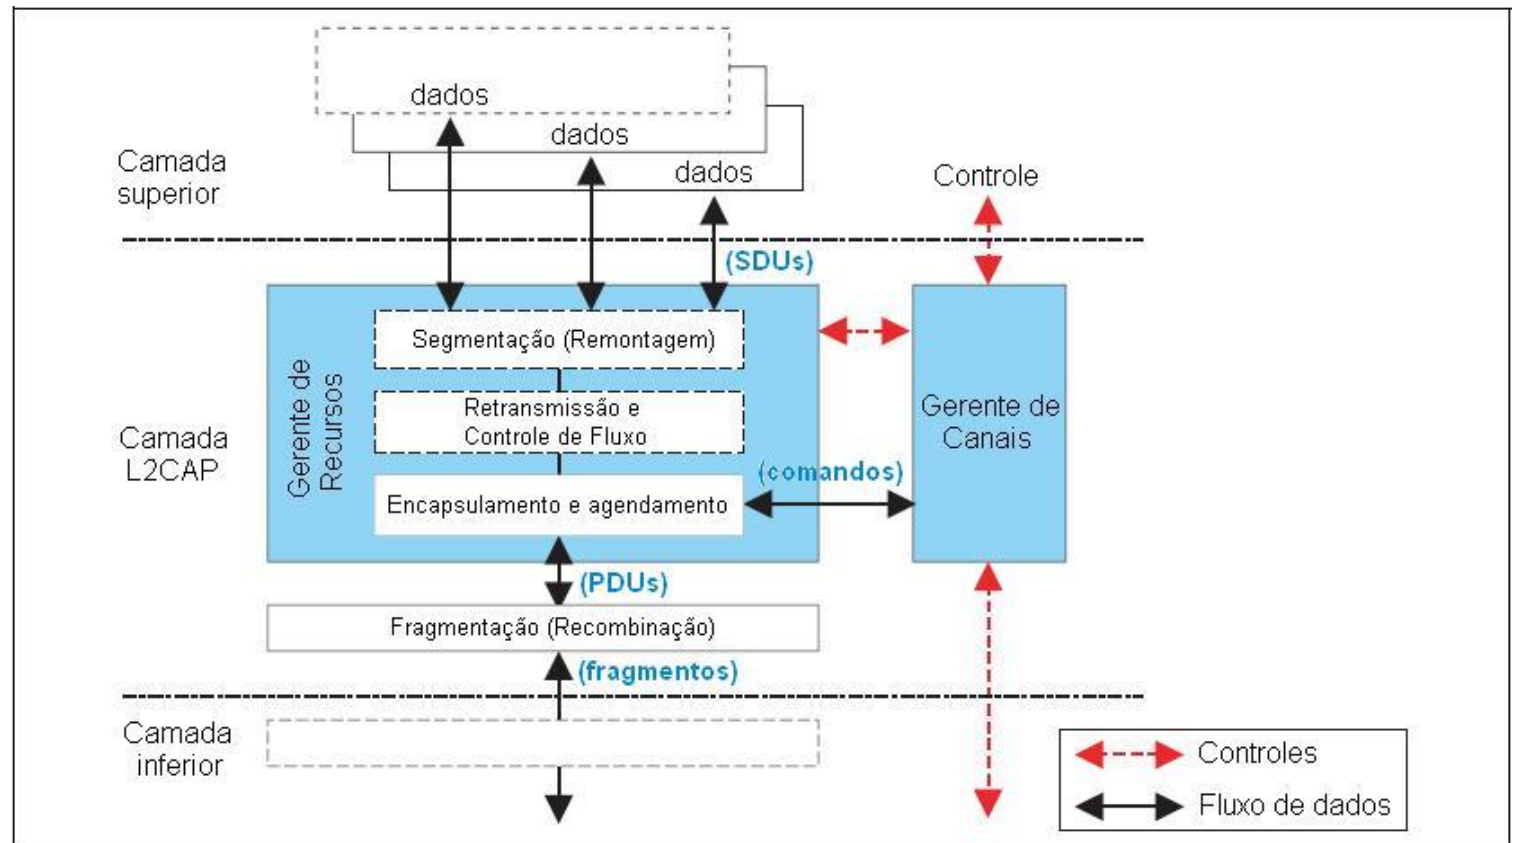 dados
dados
dados
Camada
superior
Controle
(SDUs)
Segmentação (Remontagem)
Gerente de
Recursos
Retransmissão e
Controle de Fluxo
Gerente de
Canais
Camada
L2CAP
(comandos)
Encapsulamento e agendamento
(PDUs)
Fragmentação (Recombinação)
(fragmentos)
Camada
inferior
Controles
Fluxo de dados